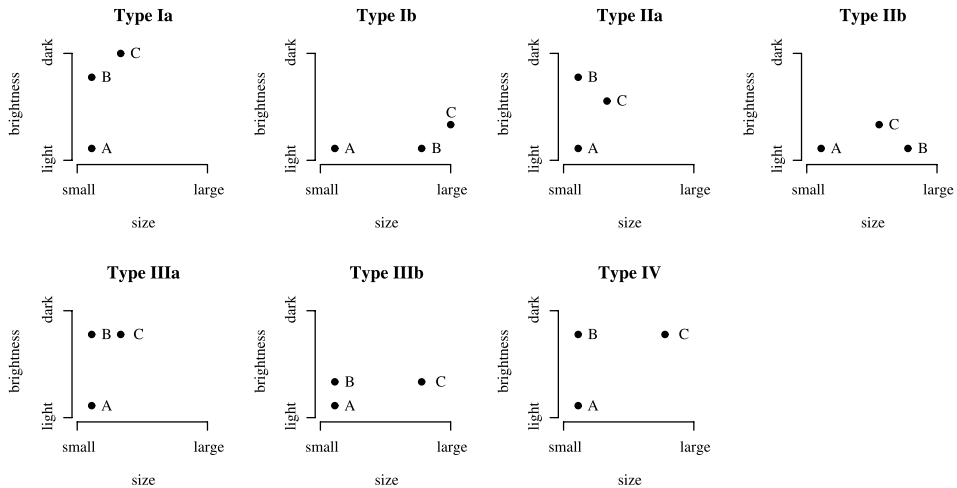 Type Ia
Type Ib
Type IIa
Type IIb
dark
brightness
light
C
B
A
small
large
size
dark
brightness
light
C
A
B
small
large
size
dark
brightness
light
B
C
A
small
large
size
dark
brightness
light
C
A
B
small
large
size
Type IIIa
Type IIIb
Type IV
dark
brightness
light
B
C
A
small
large
size
dark
brightness
light
B
C
A
small
large
size
dark
brightness
light
B
C
A
small
large
size